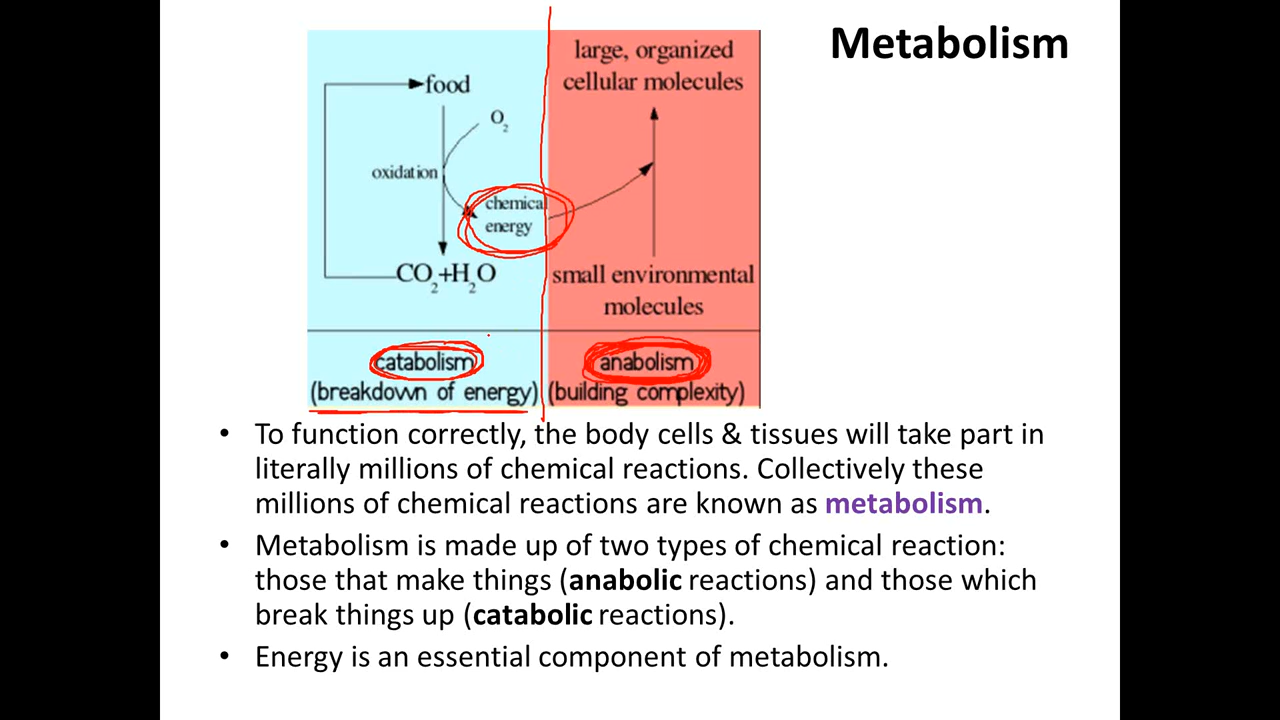 Metabolism
large, organized
cellular molecules
food
O₂
oxidation
chemical
energy
CO₂+H₂O
small environmental
molecules
catabolism
(breakdown of energy)
anabolism
(building complexity)
• To function correctly, the body cells & tissues will take part in
literally millions of chemical reactions. Collectively these
millions of chemical reactions are known as metabolism.
• Metabolism is made up of two types of chemical reaction:
those that make things (anabolic reactions) and those which
break things up (catabolic reactions).
• Energy is an essential component of metabolism.